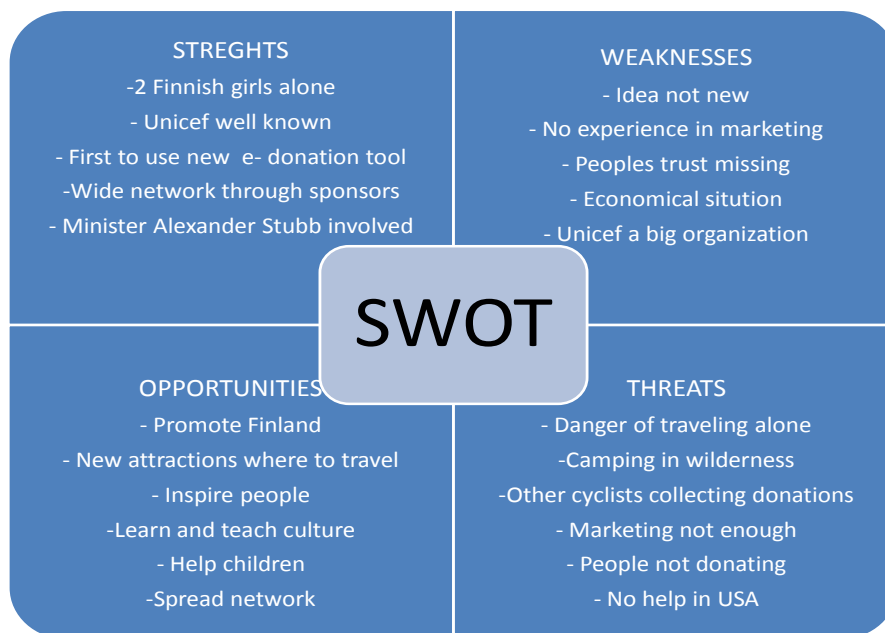 STREGHTS
-2 Finnish girls alone
- Unicef well known
- First to use new e- donation tool
-Wide network through sponsors
- Minister Alexander Stubb involved
WEAKNESSES
- Idea not new
- No experience in marketing
- Peoples trust missing
- Economical sitution
- Unicef a big organization
SWOT
OPPORTUNITIES
- Promote Finland
- New attractions where to travel
- Inspire people
-Learn and teach culture
- Help children
-Spread network
THREATS
- Danger of traveling alone
-Camping in wilderness
-Other cyclists collecting donations
- Marketing not enough
- People not donating
- No help in USA